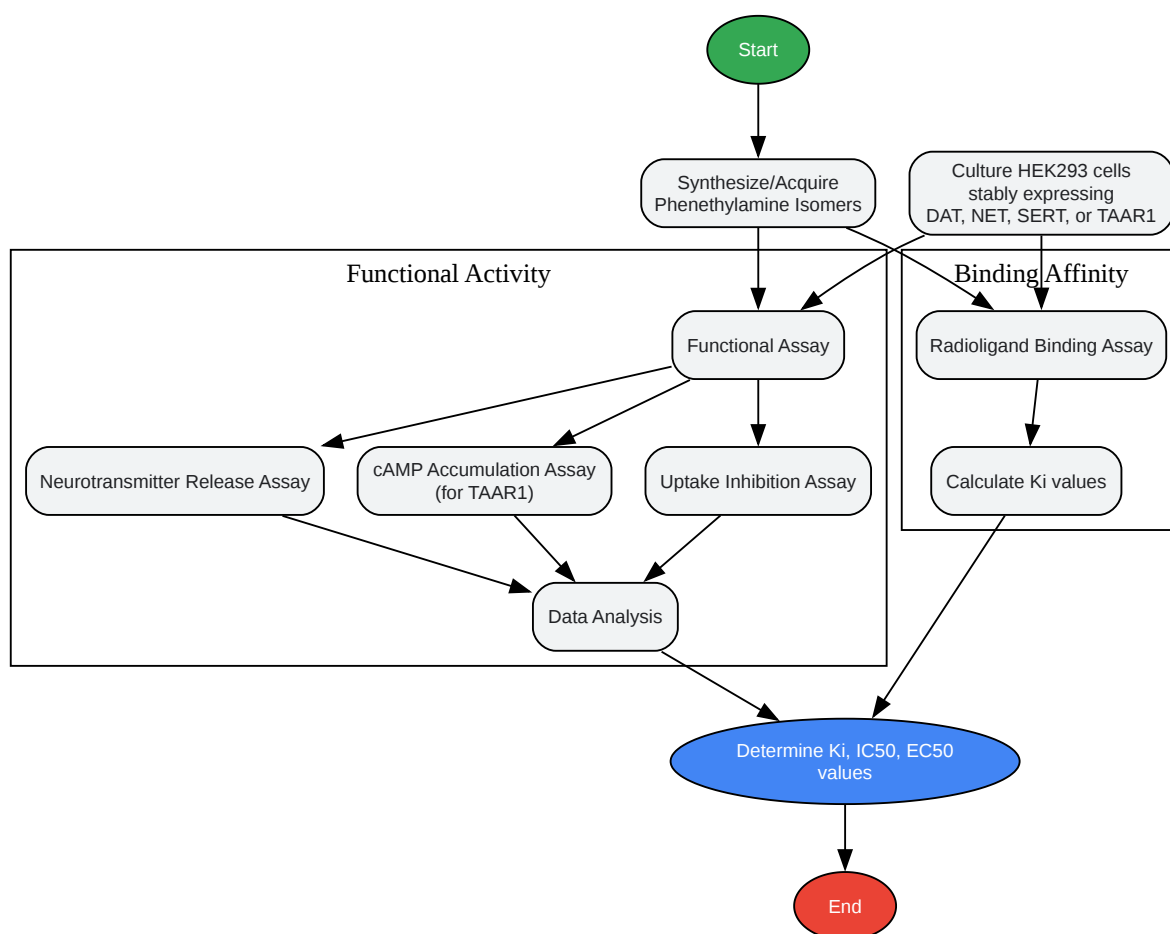 Start
Synthesize/Acquire
Phenethylamine Isomers
Culture HEK293 cells
stably expressing
DAT, NET, SERT, or TAAR1
Functional Activity
Binding Affinity
Functional Assay
Radioligand Binding Assay
Neurotransmitter Release Assay
cAMP Accumulation Assay
(for TAAR1)
Uptake Inhibition Assay
Calculate Ki values
Data Analysis
Determine Ki, IC50, EC50
values
End